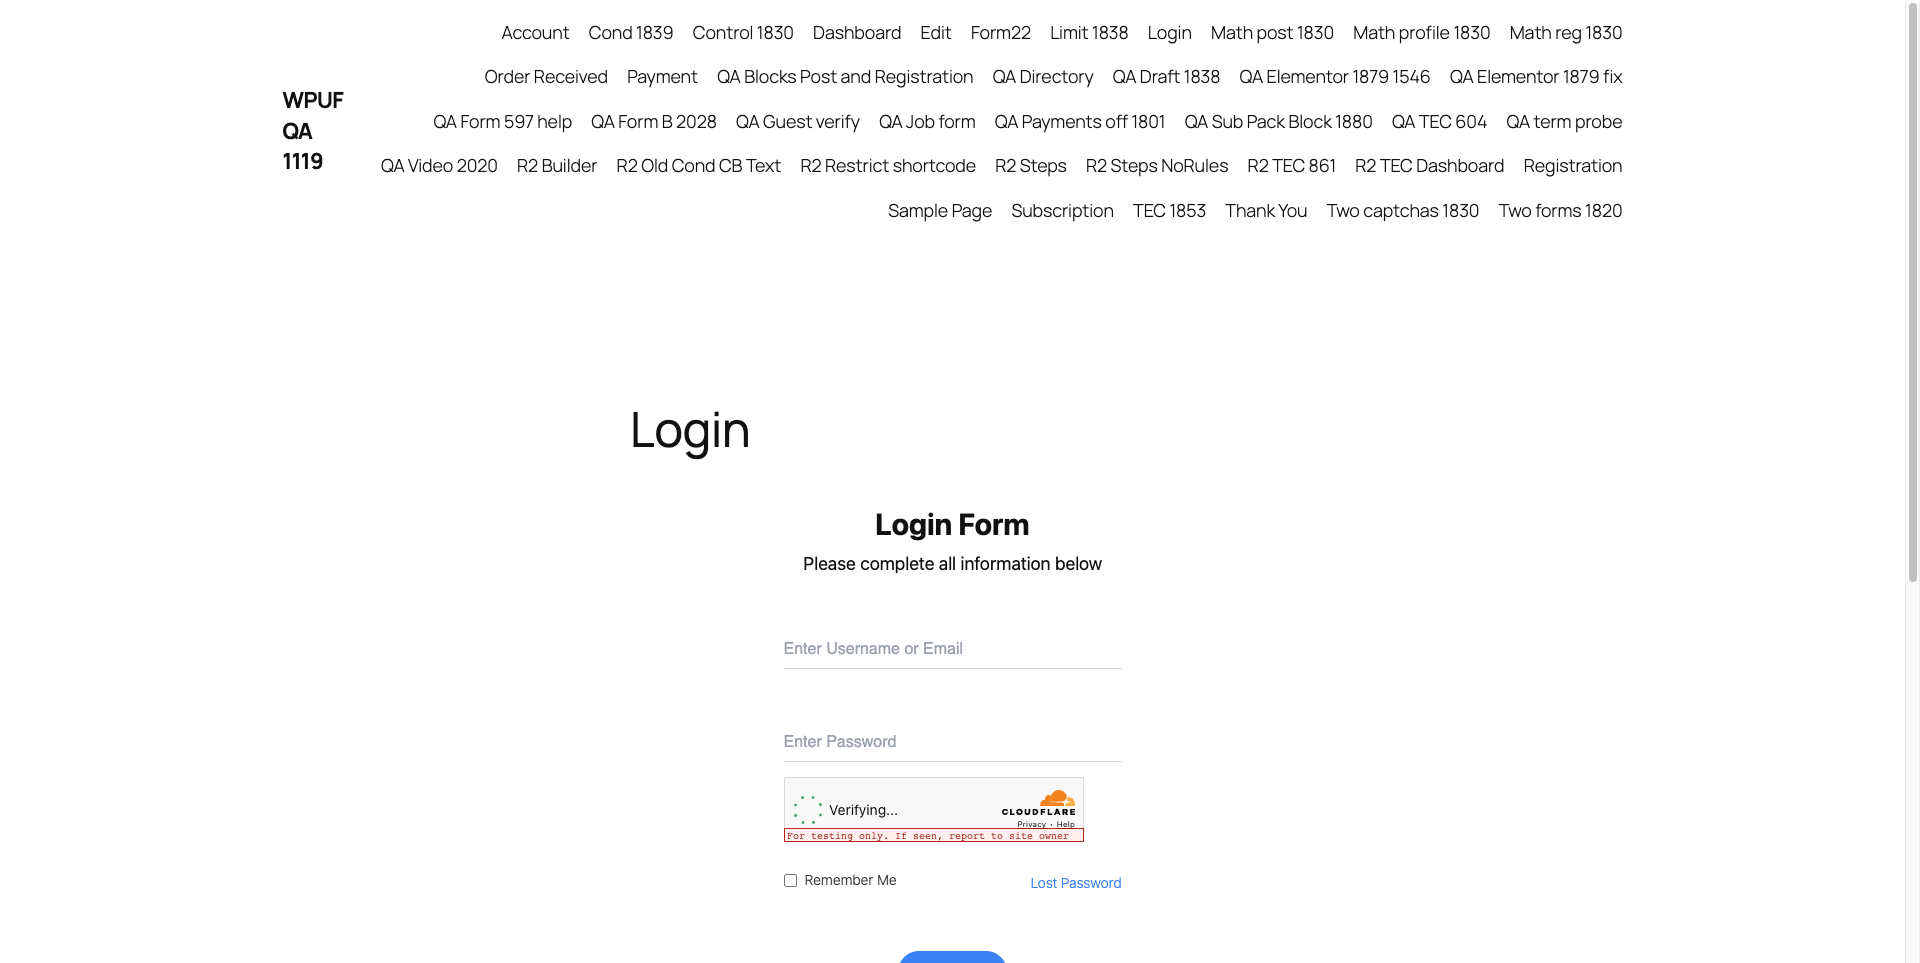 Account Cond 1839 Control 1830 Dashboard Edit Form22 Limit 1838 Login Math post 1830 Math profile 1830 Math reg 1830
Order Received Payment QA Blocks Post and Registration QA Directory QA Draft 1838 QA Elementor 1879 1546 QA Elementor 1879 fix
WPUF
QA
1119
QA Form 597 help QA Form B 2028 QA Guest verify QA Job form QA Payments off 1801 QA Sub Pack Block 1880 QA TEC 604 QA term probe
QA Video 2020 R2 Builder R2 Old Cond CB Text R2 Restrict shortcode R2 Steps R2 Steps NoRules R2 TEC 861 R2 TEC Dashboard Registration
Sample Page Subscription TEC 1853 Thank You Two captchas 1830 Two forms 1820
Login
Login Form
Please complete all information below
Enter Username or Email
Enter Password
Verifying...
CLOUDFLARE
Privacy • Help
For testing only. If seen, report to site owner
Remember Me
Lost Password